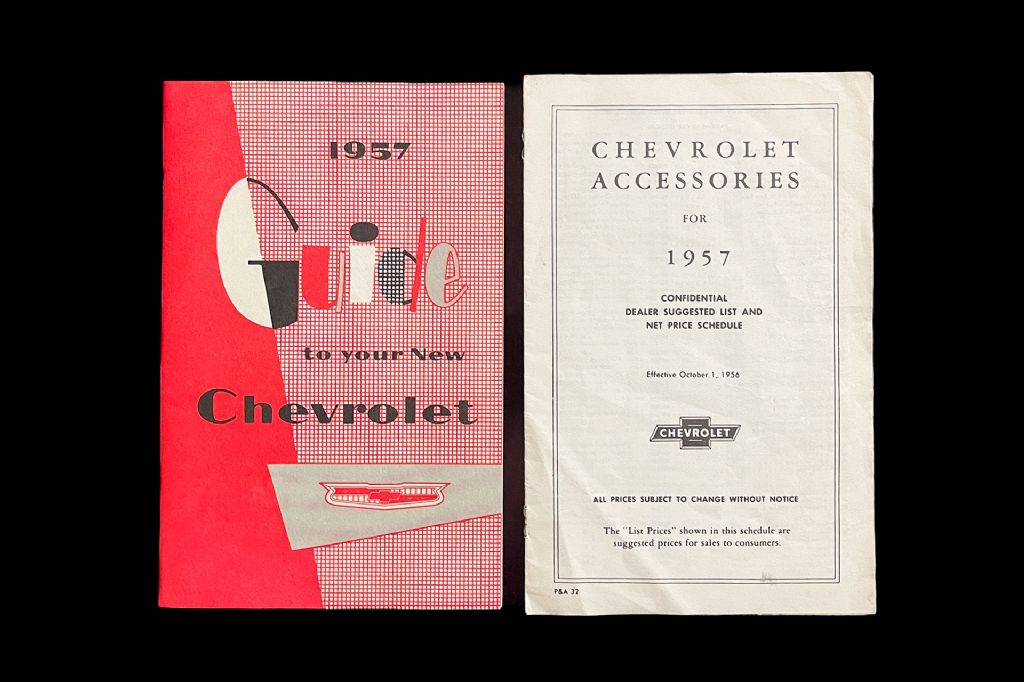 1957
Guide
to your New
Chevrolet
CHEVROLET
ACCESSORIES
FOR
1957
CONFIDENTIAL
DEALER SUGGESTED LIST AND
NET PRICE SCHEDULE
Effective October 1, 1956
CHEVROLET
ALL PRICES SUBJECT TO CHANGE WITHOUT NOTICE
The "List Prices" shown in this schedule are
suggested prices for sales to consumers.
P&A 32